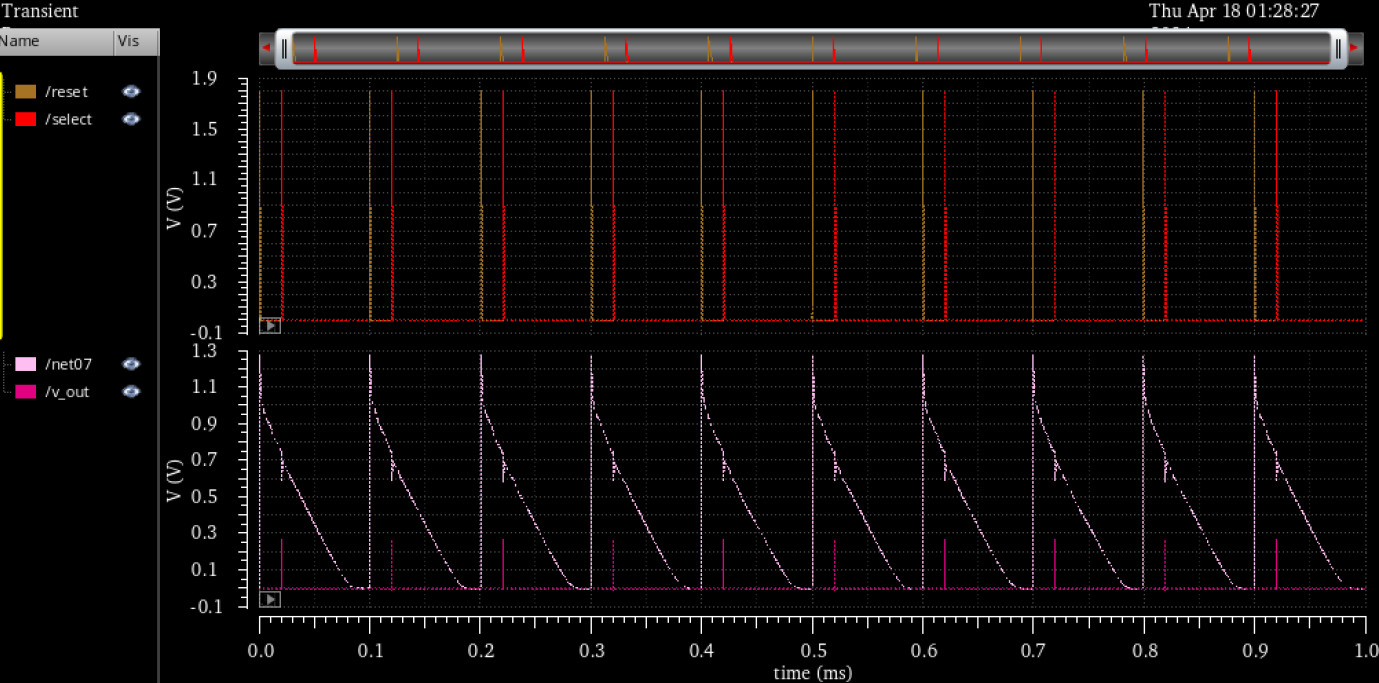 Transient
Thu Apr 18 01:28:27
Name Vis
/reset
/select
1.9
1.5
1.1
0.7
0.3
-0.1
V (V)
/net07
/v_out
1.3
1.1
0.9
0.7
0.5
0.3
0.1
-0.1
V (V)
0.0 0.1 0.2 0.3 0.4 0.5 0.6 0.7 0.8 0.9 1.0
time (ms)